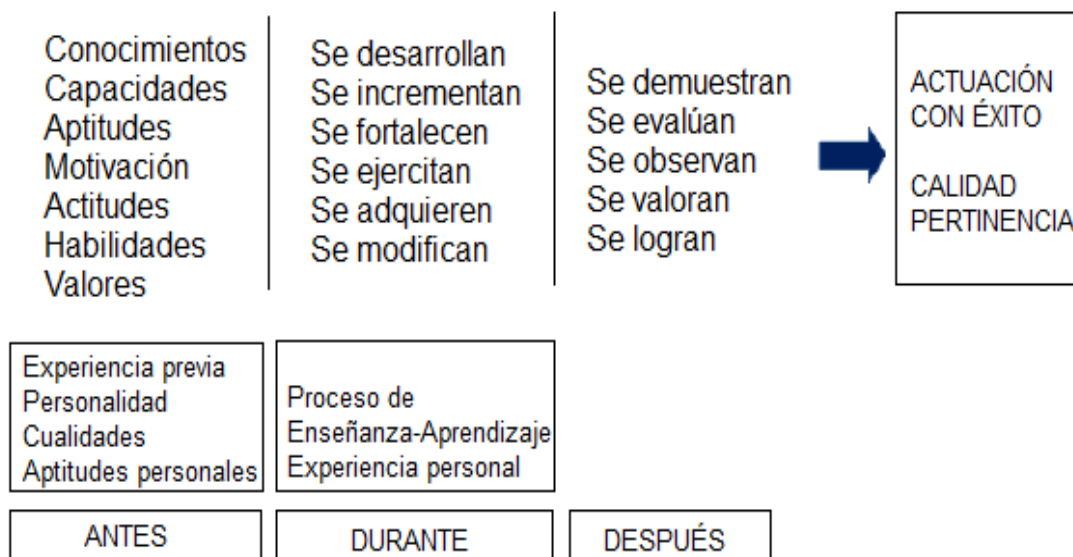 Conocimientos
Capacidades
Aptitudes
Motivación
Actitudes
Habilidades
Valores
Se desarrollan
Se incrementan
Se fortalecen
Se ejercitan
Se adquieren
Se modifican
Se demuestran
Se evalúan
Se observan
Se valoran
Se logran
ACTUACIÓN
CON ÉXITO
CALIDAD
PERTINENCIA
Experiencia previa
Personalidad
Cualidades
Aptitudes personales
Proceso de
Enseñanza-Aprendizaje
Experiencia personal
ANTES
DURANTE
DESPUÉS